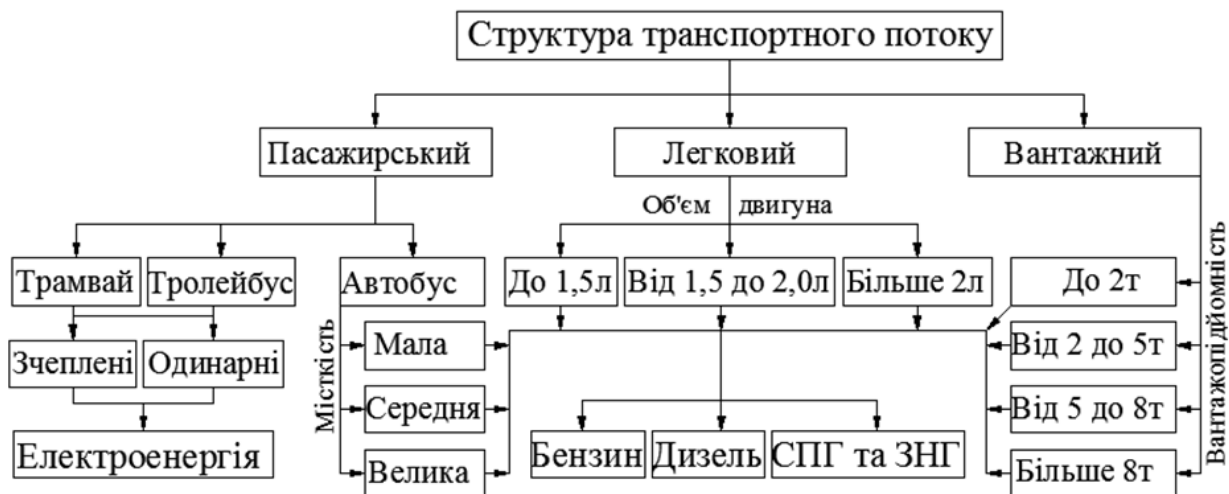 Структура транспортного потоку
Пасажирський
Легковий
Вантажний
Об'єм двигуна
Трамвай
Тролейбус
Автобус
До 1,5л
Від 1,5 до 2,0л
Більше 2л
До 2т
Зчеплені
Одинарні
Місткість
Мала
Від 2 до 5т
Вантажопідйомність
Середня
Від 5 до 8т
Електроенергія
Велика
Бензин
Дизель
СПГ та ЗНГ
Більше 8т